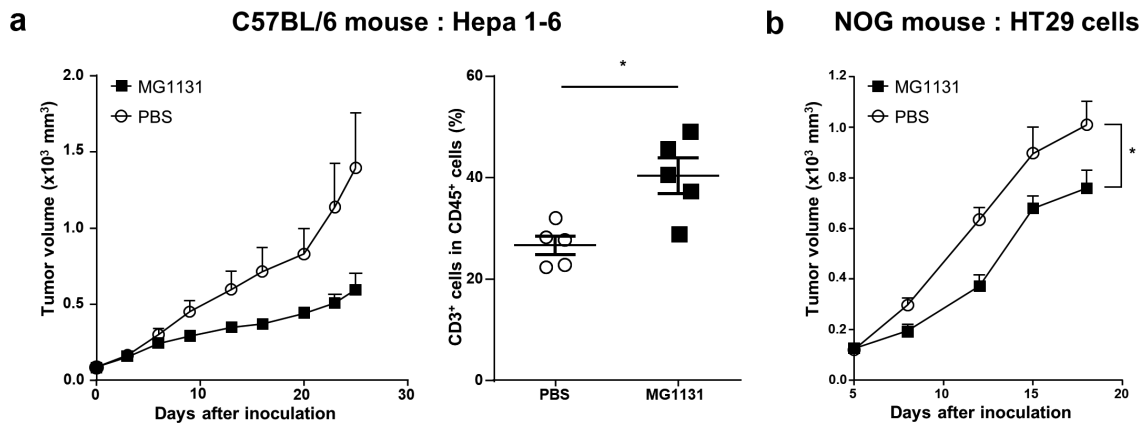 a
C57BL/6 mouse : Hepa 1-6
MG1131
PBS
Tumor volume (x10³ mm³)
2.0
1.5
1.0
0.5
0.0
0
10
20
30
Days after inoculation
CD3⁺ cells in CD45⁺ cells (%)
60
40
20
0
*
PBS
MG1131
b
NOG mouse : HT29 cells
MG1131
PBS
Tumor volume (x10³ mm³)
1.2
1.0
0.8
0.6
0.4
0.2
0.0
*
5
10
15
20
Days after inoculation